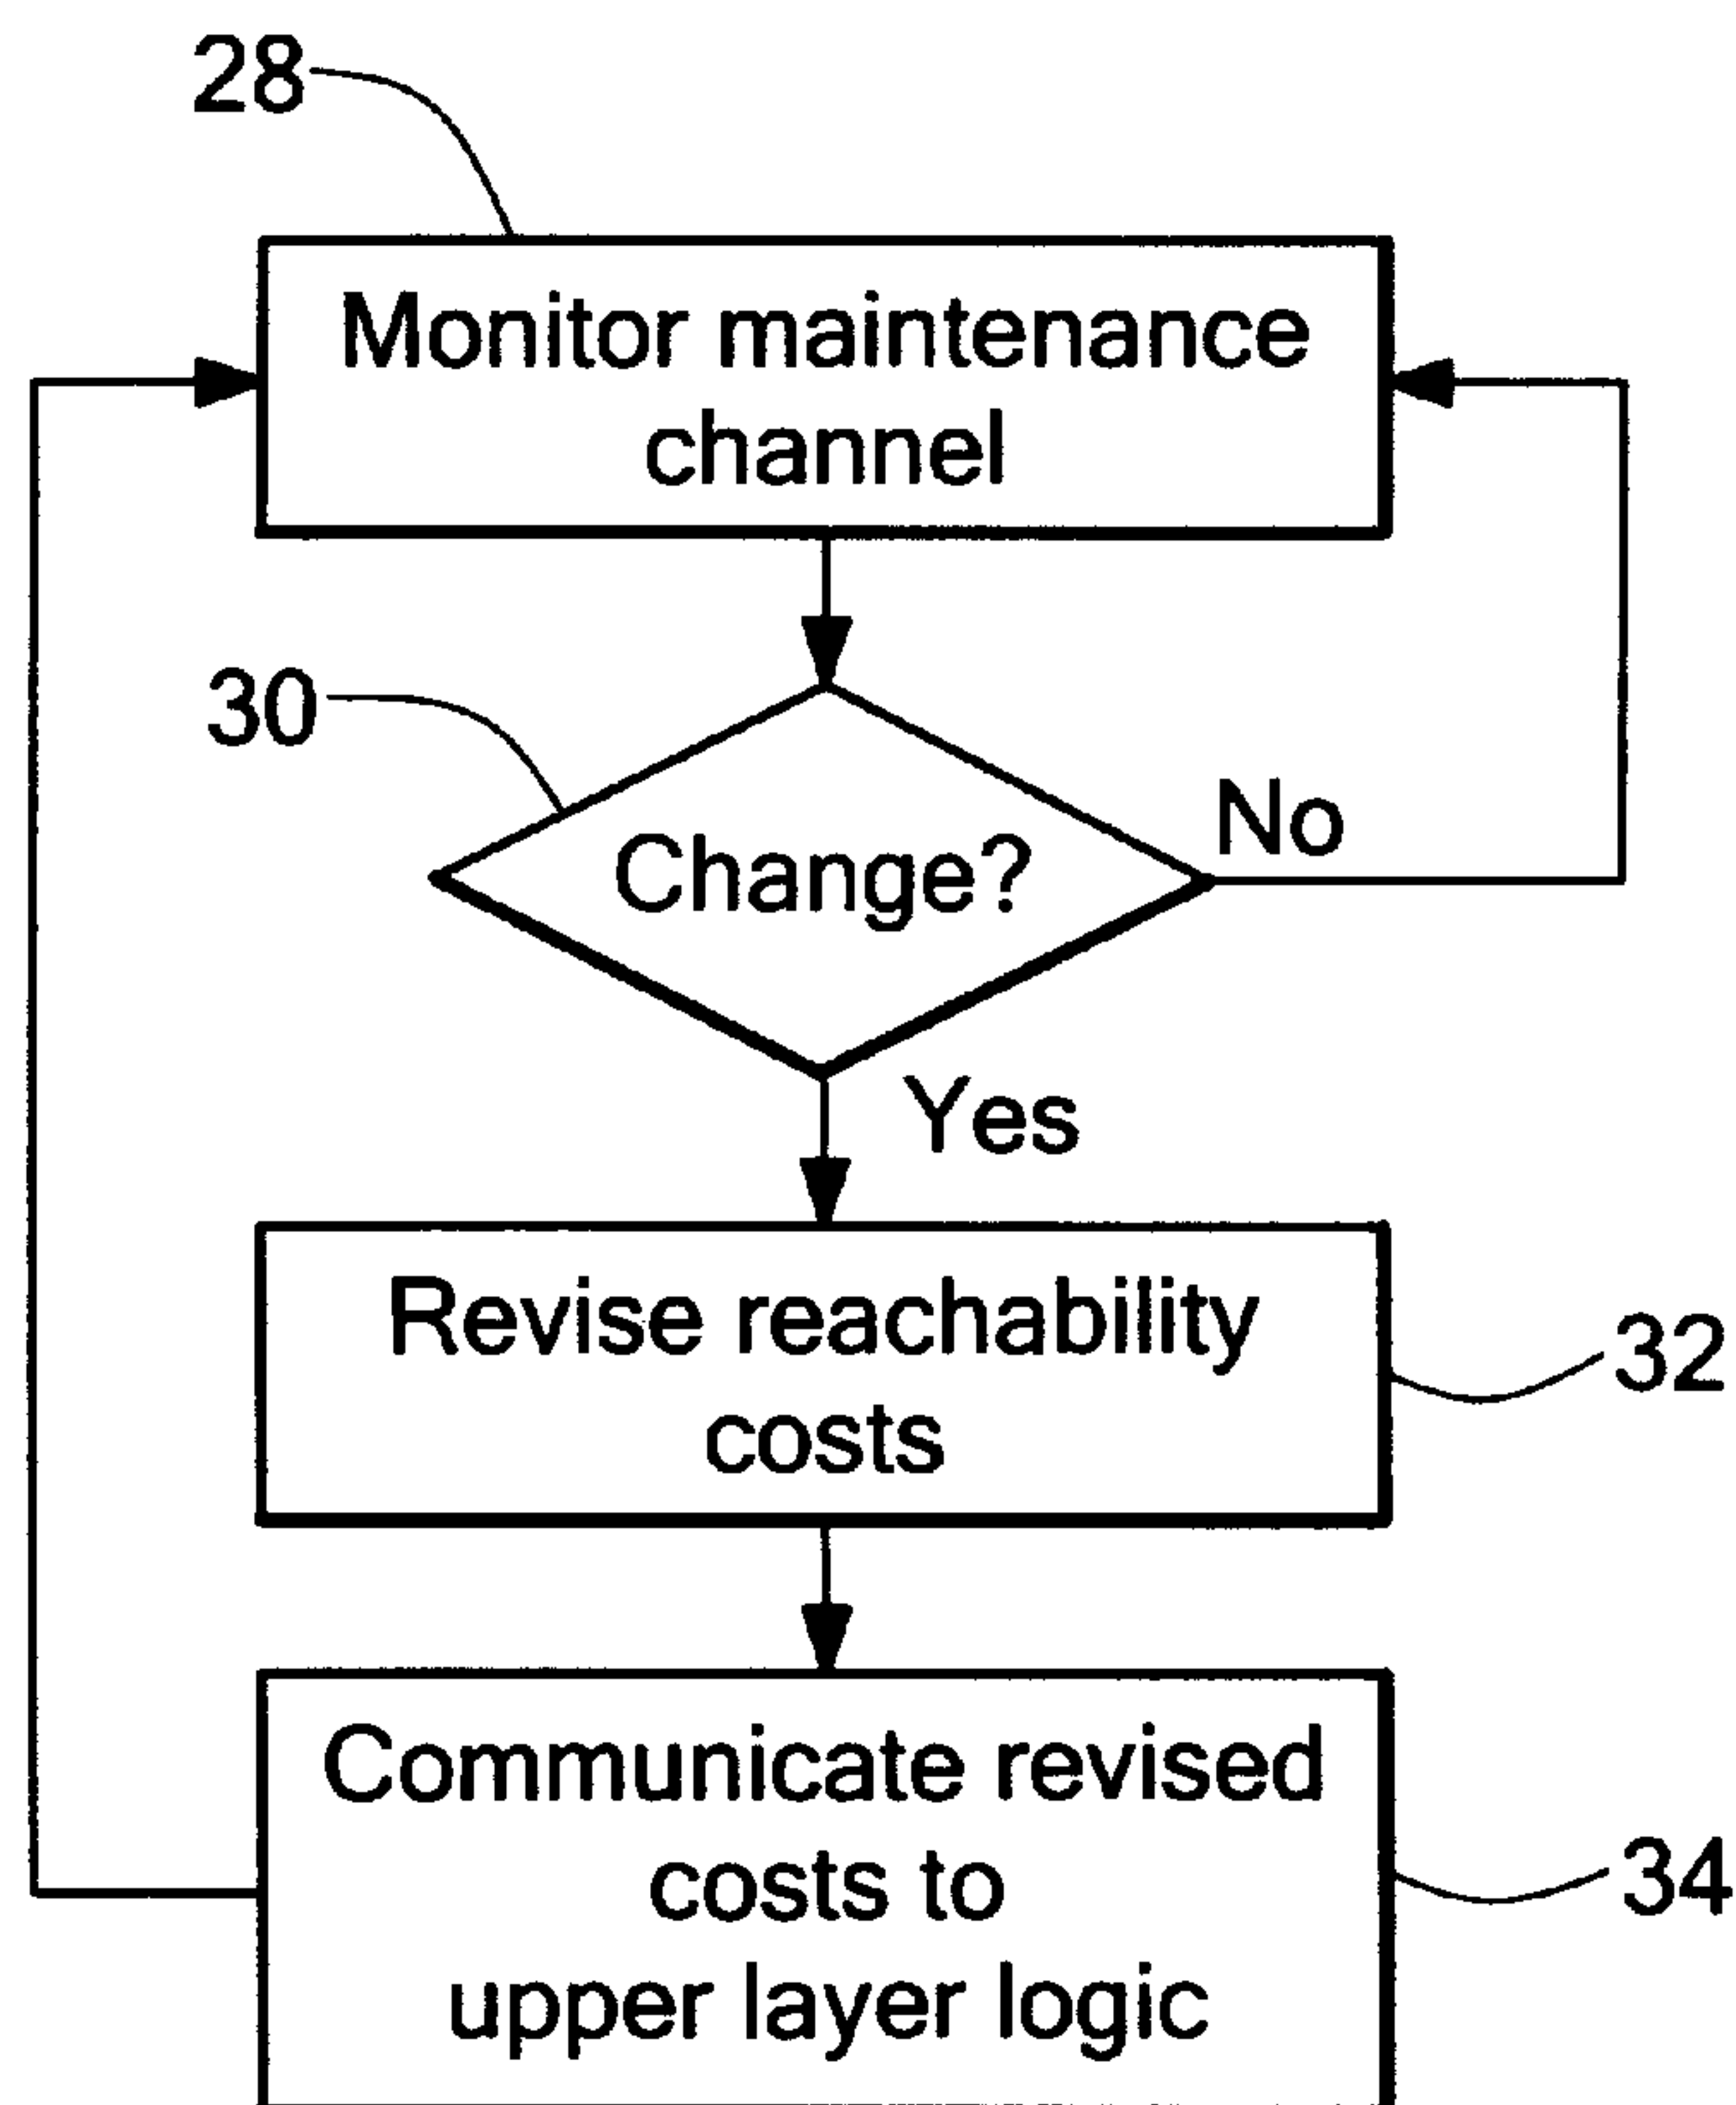 28
Monitor maintenance
channel
30
Change?
No
Yes
Revise reachability
costs
32
Communicate revised
costs to
upper layer logic
34